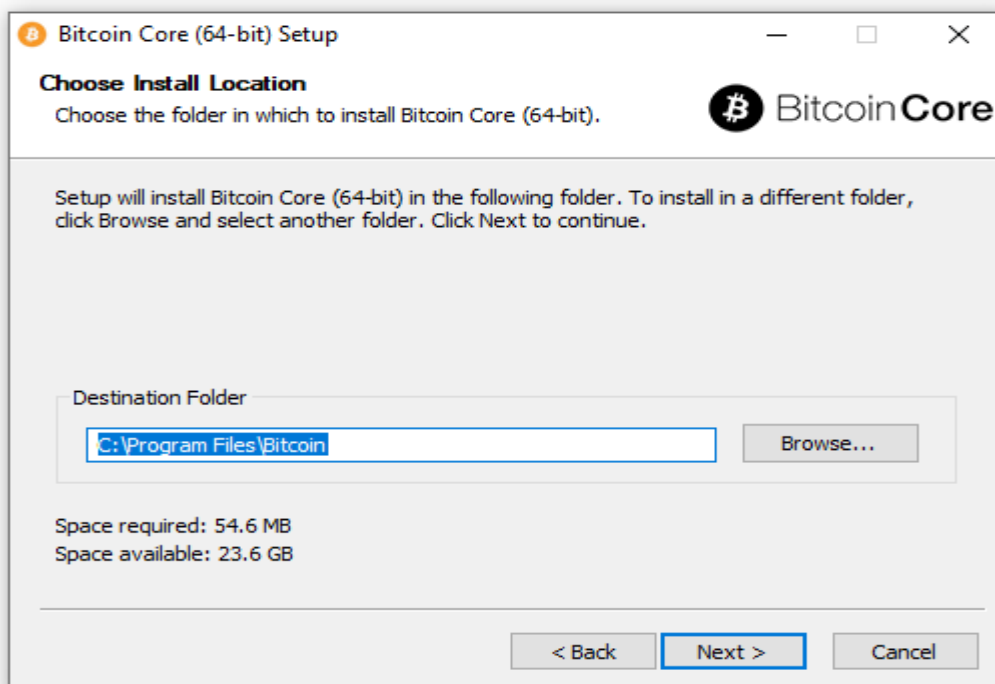 Bitcoin Core (64-bit) Setup
Choose Install Location
Choose the folder in which to install Bitcoin Core (64-bit).
BitcoinCore
Setup will install Bitcoin Core (64-bit) in the following folder. To install in a different folder,
click Browse and select another folder. Click Next to continue.
Destination Folder
C:\Program Files\Bitcoin
Browse...
Space required: 54.6 MB
Space available: 23.6 GB
< Back
Next >
Cancel